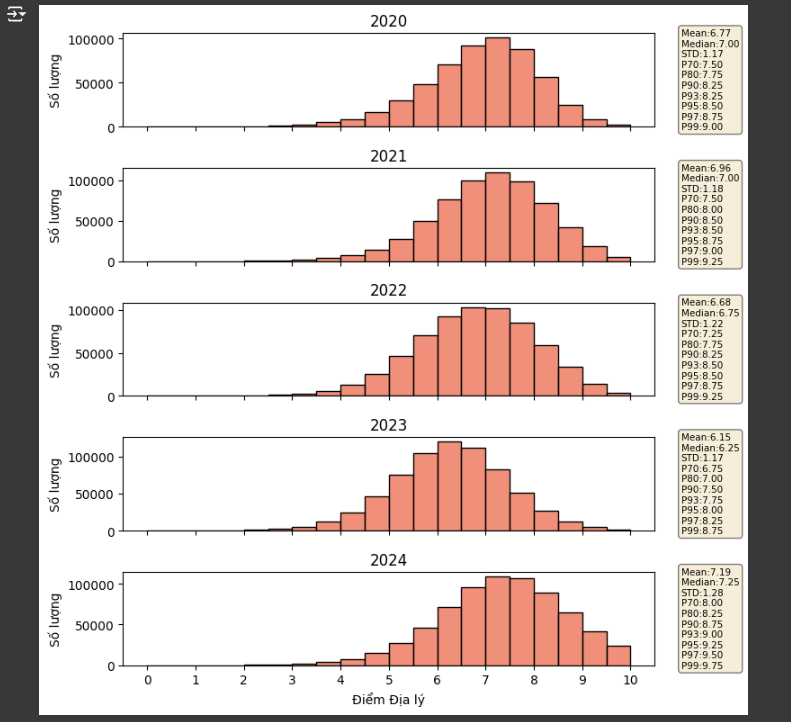 2020
100000
50000
0
Số lượng
Mean:6.77
Median:7.00
STD:1.17
P70:7.50
P80:7.75
P90:8.25
P93:8.25
P95:8.50
P97:8.75
P99:9.00
2021
100000
50000
0
Số lượng
Mean:6.96
Median:7.00
STD:1.18
P70:7.50
P80:8.00
P90:8.50
P93:8.50
P95:8.75
P97:9.00
P99:9.25
2022
100000
50000
0
Số lượng
Mean:6.68
Median:6.75
STD:1.22
P70:7.25
P80:7.75
P90:8.25
P93:8.50
P95:8.50
P97:8.75
P99:9.25
2023
100000
50000
0
Số lượng
Mean:6.15
Median:6.25
STD:1.17
P70:6.75
P80:7.00
P90:7.50
P93:7.75
P95:8.00
P97:8.25
P99:8.75
2024
100000
50000
0
Số lượng
Mean:7.19
Median:7.25
STD:1.28
P70:8.00
P80:8.25
P90:8.75
P93:9.00
P95:9.25
P97:9.50
P99:9.75
0 1 2 3 4 5 6 7 8 9 10
Điểm Địa lý